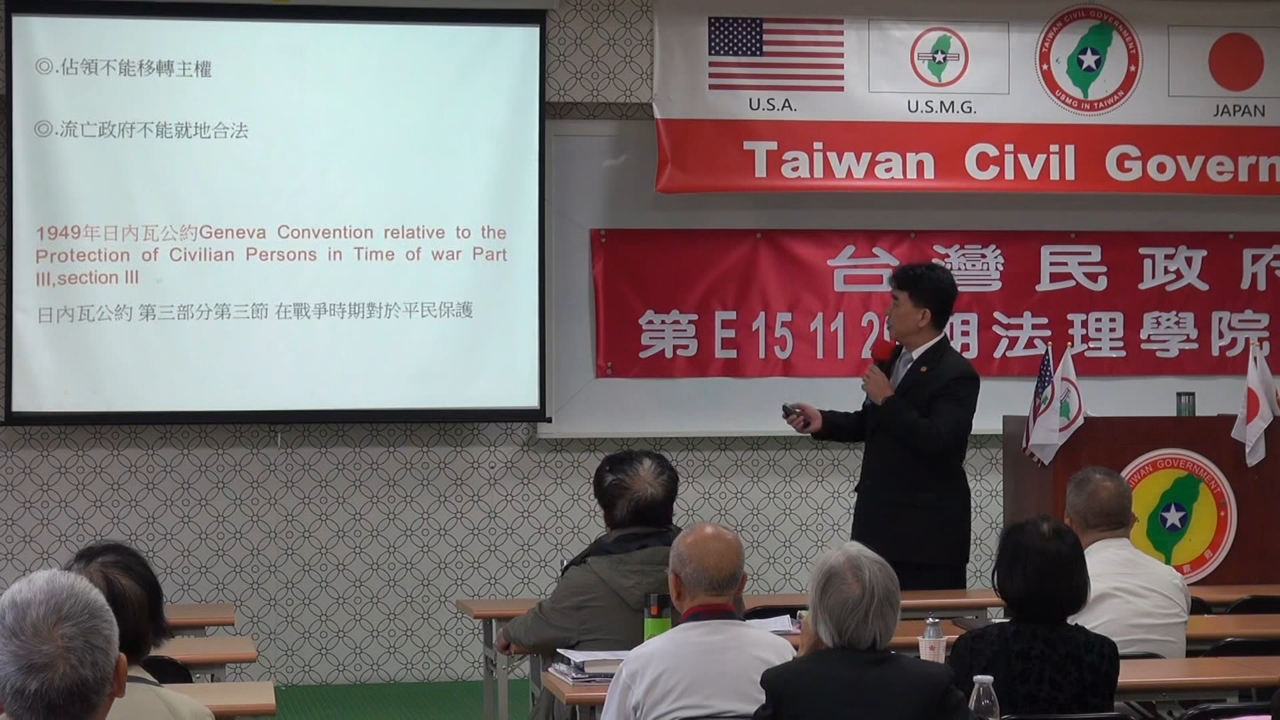 ◎.佔領不能移轉主權
◎.流亡政府不能就地合法
1949年日內瓦公約Geneva Convention relative to the
Protection of Civilian Persons in Time of war Part
III,section III
日內瓦公約 第三部分第三節 在戰爭時期對於平民保護
U.S.A.
U.S.M.G.
TAIWAN CIVIL GOVERNMENT
USMG IN TAIWAN
JAPAN
Taiwan Civil Govern
台灣民政府
第E15 11 2 期法理學院
TAIWAN GOVERNMENT